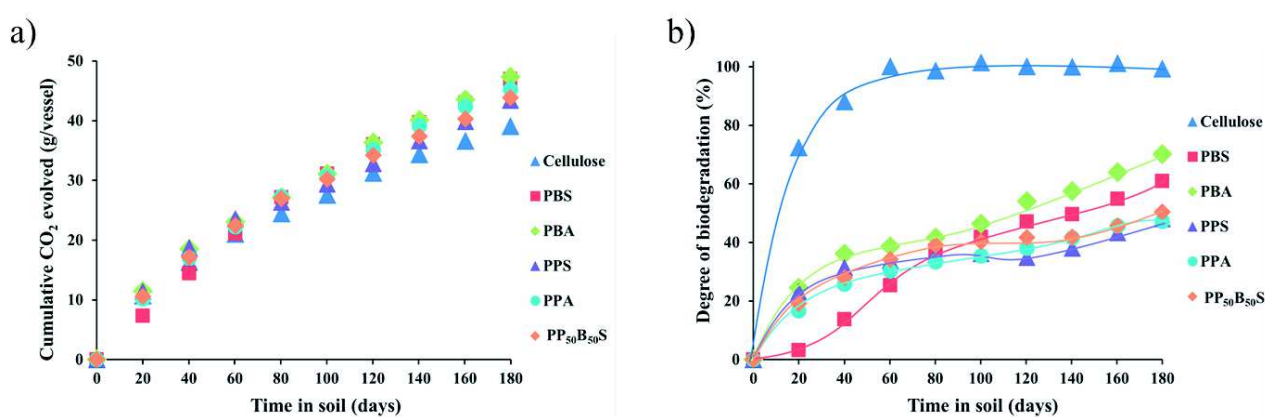 a)
Cumulative CO₂ evolved (g/vessel)
50
40
30
20
10
0
0 20 40 60 80 100 120 140 160 180
Time in soil (days)
Cellulose
PBS
PBA
PPS
PPA
PP₅₀B₅₀S
b)
Degree of biodegradation (%)
100
80
60
40
20
0
0 20 40 60 80 100 120 140 160 180
Time in soil (days)
Cellulose
PBS
PBA
PPS
PPA
PP₅₀B₅₀S